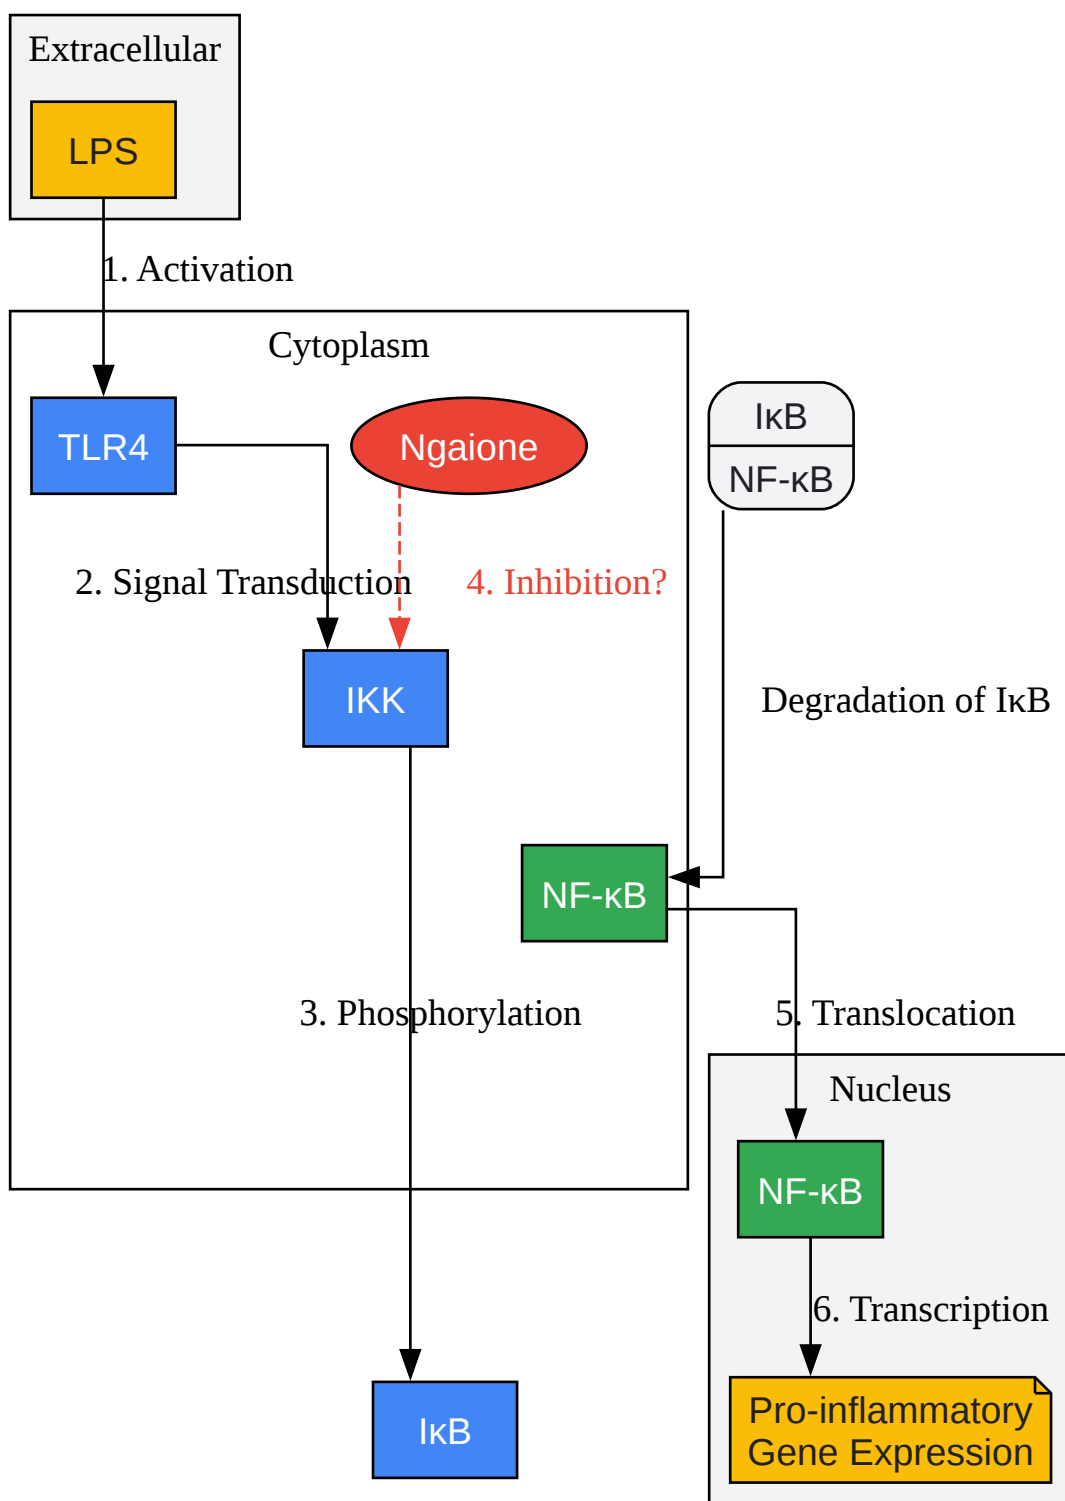 Extracellular
LPS
1. Activation
Cytoplasm
TLR4
Ngaione
IκB
NF-κB
2. Signal Transduction
4. Inhibition?
IKK
Degradation of IκB
NF-κB
3. Phosphorylation
5. Translocation
Nucleus
NF-κB
6. Transcription
Pro-inflammatory
Gene Expression
IκB